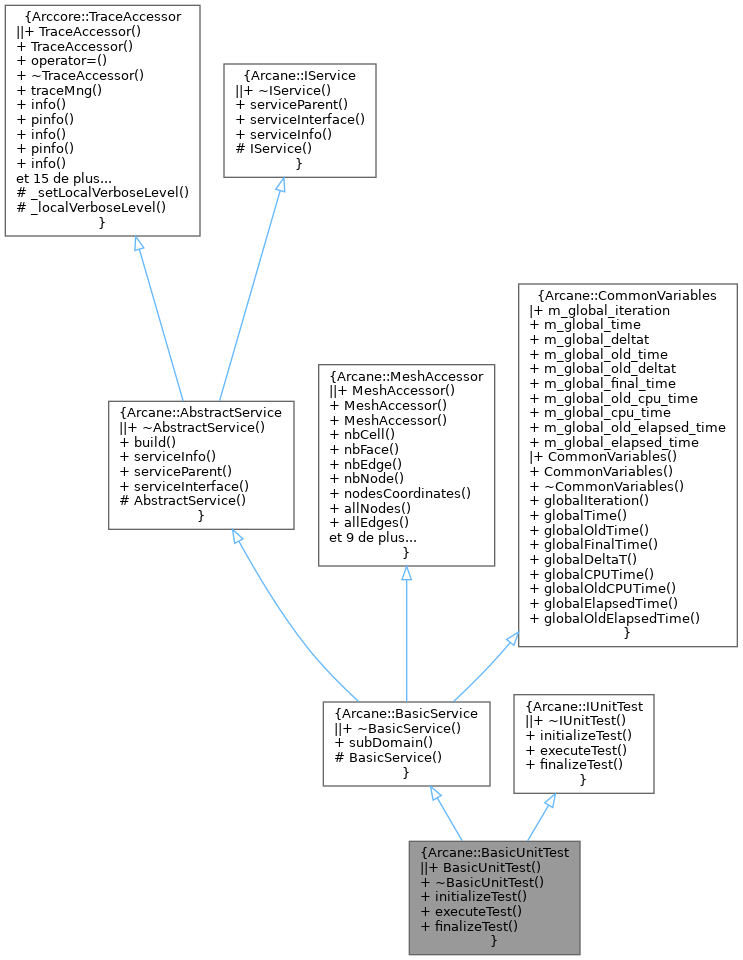 {Arccore::TraceAccessor
||+ TraceAccessor()
+ TraceAccessor()
+ operator=()
+ ~TraceAccessor()
+ traceMng()
+ info()
+ pinfo()
+ info()
+ pinfo()
+ info()
et 15 de plus...
# _setLocalVerboseLevel()
# _localVerboseLevel()
}
{Arcane::IService
||+ ~IService()
+ serviceParent()
+ serviceInterface()
+ serviceInfo()
# IService()
}
{Arcane::CommonVariables
|+ m_global_iteration
+ m_global_time
+ m_global_deltat
+ m_global_old_time
+ m_global_old_deltat
+ m_global_final_time
+ m_global_old_cpu_time
+ m_global_cpu_time
+ m_global_old_elapsed_time
+ m_global_elapsed_time
|+ CommonVariables()
+ CommonVariables()
+ ~CommonVariables()
+ globalIteration()
+ globalTime()
+ globalOldTime()
+ globalFinalTime()
+ globalDeltaT()
+ globalCPUTime()
+ globalOldCPUTime()
+ globalElapsedTime()
+ globalOldElapsedTime()
}
{Arcane::MeshAccessor
||+ MeshAccessor()
+ MeshAccessor()
+ MeshAccessor()
+ nbCell()
+ nbFace()
+ nbEdge()
+ nbNode()
+ nodesCoordinates()
+ allNodes()
+ allEdges()
et 9 de plus...
}
{Arcane::AbstractService
||+ ~AbstractService()
+ build()
+ serviceInfo()
+ serviceParent()
+ serviceInterface()
# AbstractService()
}
{Arcane::BasicService
||+ ~BasicService()
+ subDomain()
# BasicService()
}
{Arcane::IUnitTest
||+ ~IUnitTest()
+ initializeTest()
+ executeTest()
+ finalizeTest()
}
{Arcane::BasicUnitTest
||+ BasicUnitTest()
+ ~BasicUnitTest()
+ initializeTest()
+ executeTest()
+ finalizeTest()
}